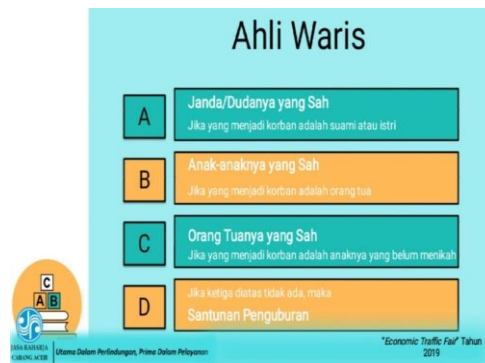 Ahli Waris
A
Janda/Dudanya yang Sah
Jika yang menjadi korban adalah suami atau istri
B
Anak-anaknya yang Sah
Jika yang menjadi korban adalah orang tua
C
Orang Tuanya yang Sah
Jika yang menjadi korban adalah anaknya yang belum menikah
D
Jika ketiga diatas tidak ada, maka
Santunan Penguburan
C
A B
JASA RAHARJA
CABANG ACEH
Utama Dalam Perlindungan, Prima Dalam Pelayanan
"Economic Traffic Fair" Tahun
2019